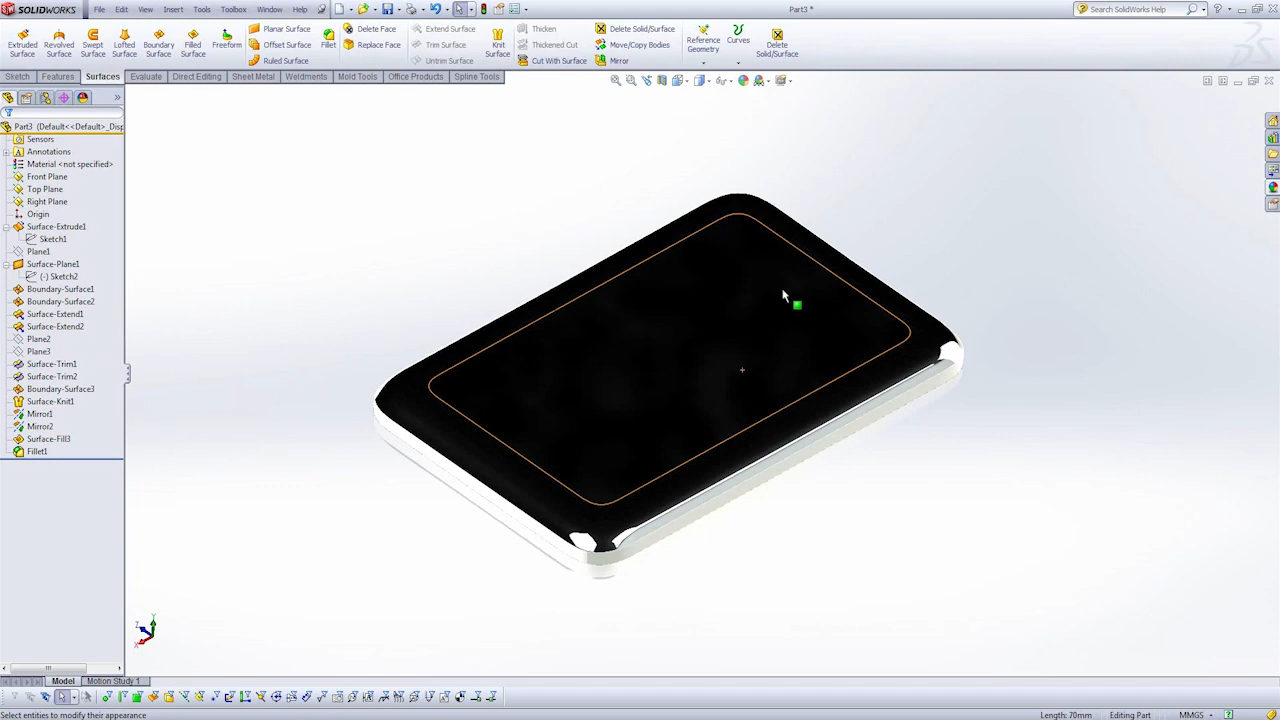 SOLIDWORKS File Edit View Insert Tools Toolbox Window Help Part3 * Search SolidWorks Help
Extruded Surface
Revolved Surface
Swept Surface
Lofted Surface
Boundary Surface
Filled Surface
Freeform
Planar Surface
Offset Surface
Ruled Surface
Fillet
Delete Face
Replace Face
Extend Surface
Trim Surface
Untrim Surface
Knit Surface
Thicken
Thickened Cut
Cut With Surface
Delete Solid/Surface
Move/Copy Bodies
Mirror
Reference Geometry
Curves
Delete Solid/Surface
Sketch Features Surfaces Evaluate Direct Editing Sheet Metal Weldments Mold Tools Office Products Spline Tools
Part3 (Default<<Default>_Disp
Sensors
Annotations
Material <not specified>
Front Plane
Top Plane
Right Plane
Origin
Surface-Extrude1
Sketch1
Plane1
Surface-Plane1
(-) Sketch2
Boundary-Surface1
Boundary-Surface2
Surface-Extend1
Surface-Extend2
Plane2
Plane3
Surface-Trim1
Surface-Trim2
Boundary-Surface3
Surface-Knit1
Mirror1
Mirror2
Surface-Fill3
Fillet1
Y
Z
X
Model Motion Study 1
Select entities to modify their appearance Length: 70mm Editing Part MMGS